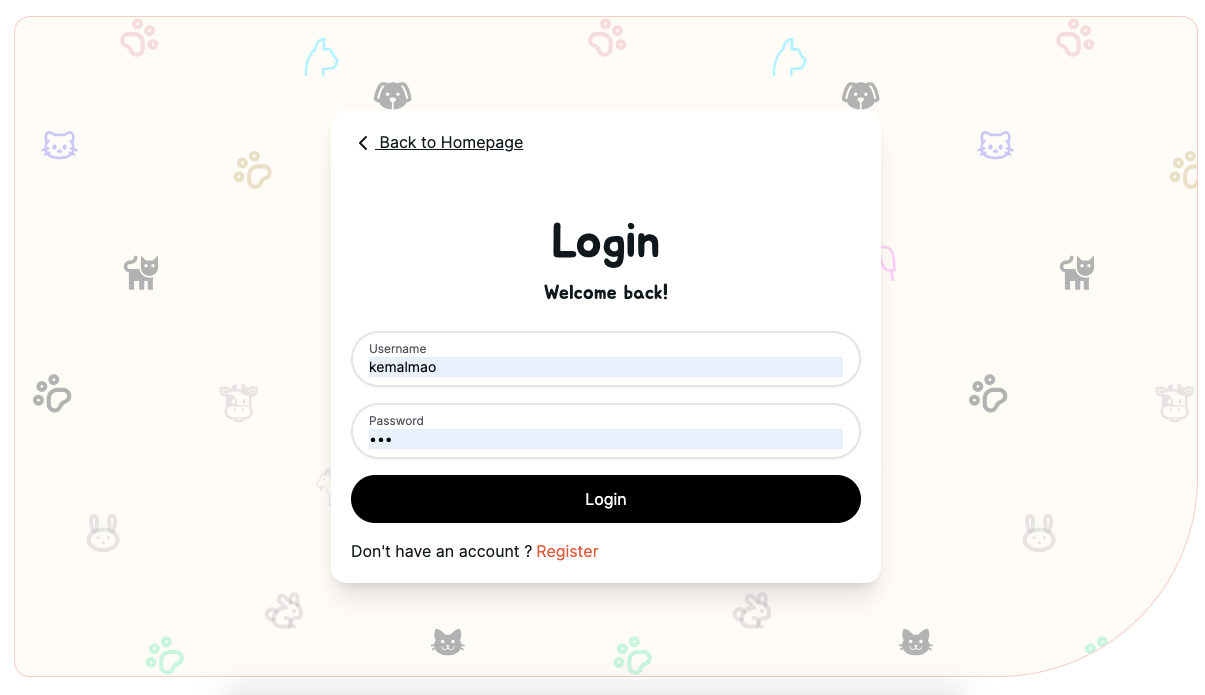 Back to Homepage
Login
Welcome back!
Username
kemalmao
Password
•••
Login
Don't have an account ? Register